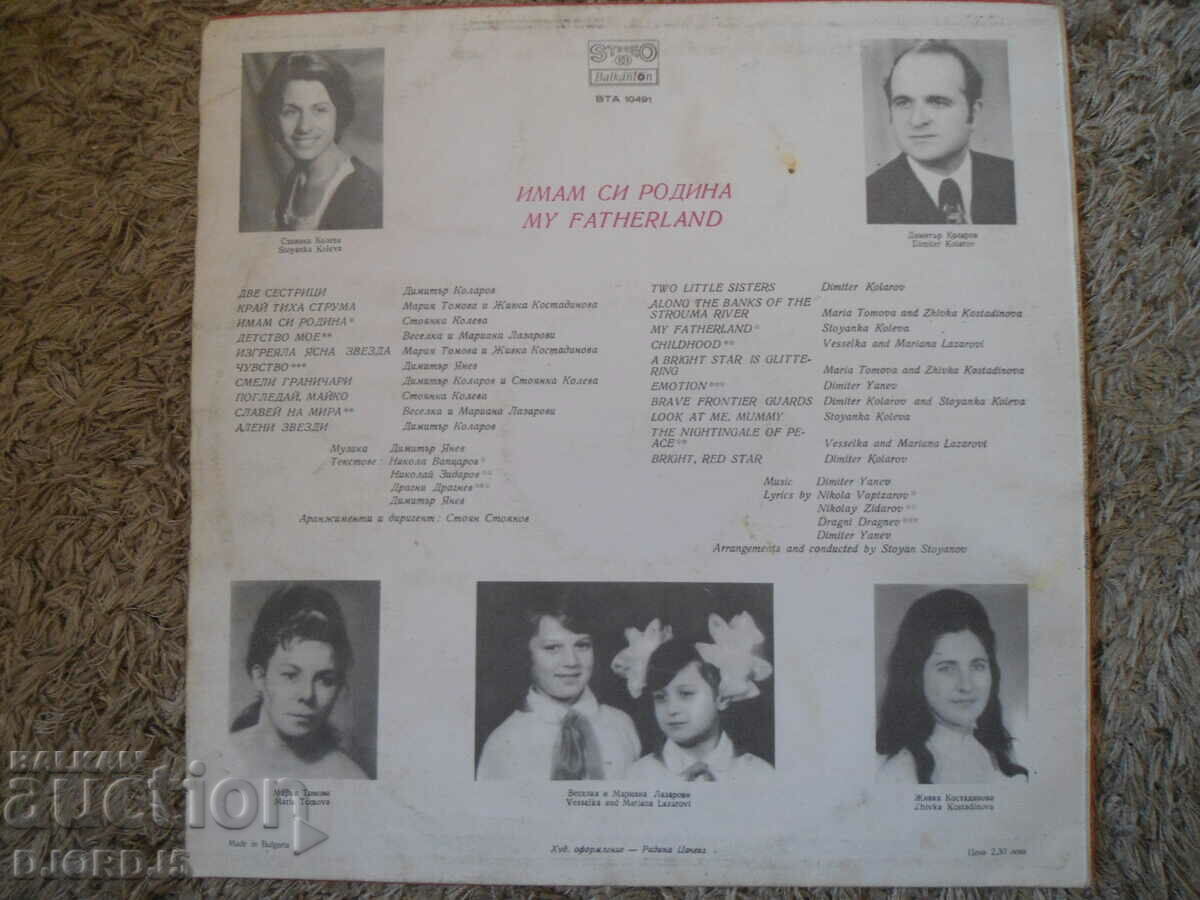 STEREO
Balkanton
BTA 10491
ИМАМ СИ РОДИНА
MY FATHERLAND
Стоянка Колева
Stoyanka Koleva
Димитър Коларов
Dimiter Kolarov
ДВЕ СЕСТРИЦИ Димитър Коларов
КРАЙ ТИХА СТРУМА Мария Томова и Живка Костадинова
ИМАМ СИ РОДИНА* Стоянка Колева
ДЕТСТВО МОЕ** Веселка и Мариана Лазарови
ИЗГРЕЯЛА ЯСНА ЗВЕЗДА Мария Томова и Живка Костадинова
ЧУВСТВО*** Димитър Янев
СМЕЛИ ГРАНИЧАРИ Димитър Коларов и Стоянка Колева
ПОГЛЕДАЙ, МАЙКО Стоянка Колева
СЛАВЕЙ НА МИРА** Веселка и Мариана Лазарови
АЛЕНИ ЗВЕЗДИ Димитър Коларов
Музика Димитър Янев
Текстове: Никола Вапцаров*
Николай Зидаров**
Драгни Драгнев***
Димитър Янев
Аранжименти и диригент: Стоян Стоянов
TWO LITTLE SISTERS Dimiter Kolarov
ALONG THE BANKS OF THE
STROUMA RIVER Maria Tomova and Zhivka Kostadinova
MY FATHERLAND* Stoyanka Koleva
CHILDHOOD** Vesselka and Mariana Lazarovi
A BRIGHT STAR IS GLITTE-
RING Maria Tomova and Zhivka Kostadinova
EMOTION*** Dimiter Yanev
BRAVE FRONTIER GUARDS Dimiter Kolarov and Stoyanka Koleva
LOOK AT ME, MUMMY Stoyanka Koleva
THE NIGHTINGALE OF PE-
ACE** Vesselka and Mariana Lazarovi
BRIGHT, RED STAR Dimiter Kolarov
Music Dimiter Yanev
Lyrics by Nikola Vaptzarov*
Nikolay Zidarov**
Dragni Dragnev***
Dimiter Yanev
Arrangements and conducted by Stoyan Stoyanov
Мария Томова
Maria Tomova
Веселка и Мариана Лазарови
Vesselka and Mariana Lazarovi
Живка Костадинова
Zhivka Kostadinova
Made in Bulgaria
Худ. оформление — Радина Цачева
Цена 2,30 лева
BALKAN
auction
DJORD_15